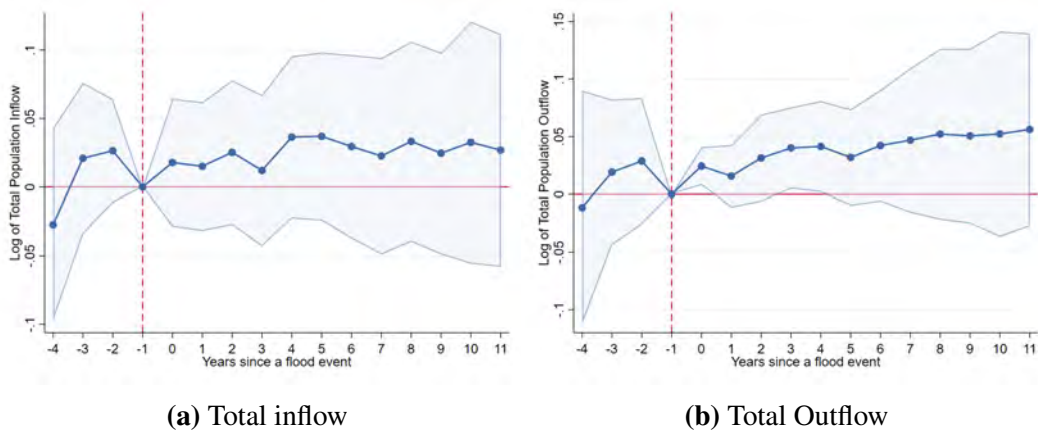 Log of Total Population Inflow
.1
.05
0
-.05
-.1
-4 -3 -2 -1 0 1 2 3 4 5 6 7 8 9 10 11
Years since a flood event
(a) Total inflow
Log of Total Population Outflow
.15
.1
.05
0
-.05
-.1
-4 -3 -2 -1 0 1 2 3 4 5 6 7 8 9 10 11
Years since a flood event
(b) Total Outflow